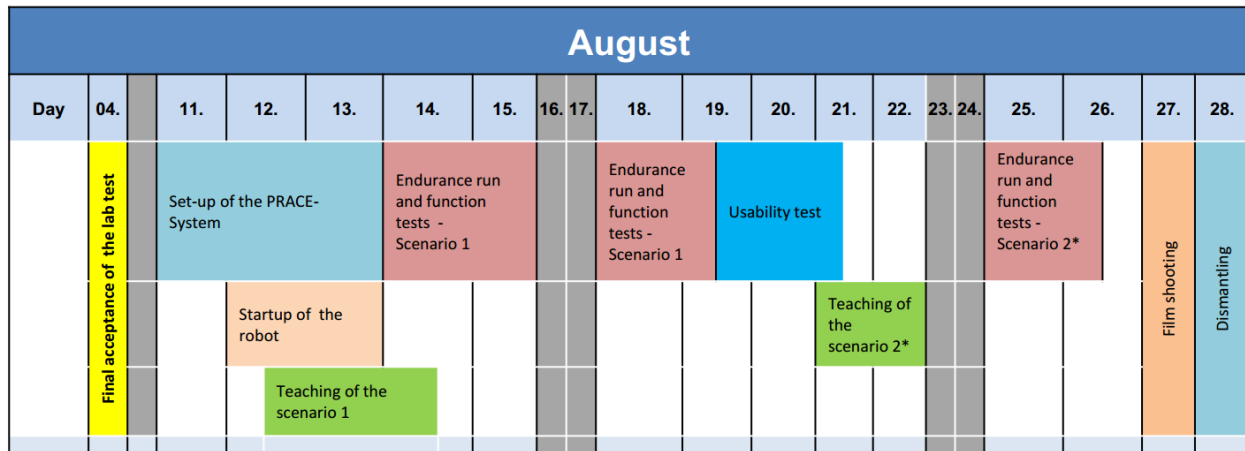 August
Day 04. 11. 12. 13. 14. 15. 16. 17. 18. 19. 20. 21. 22. 23. 24. 25. 26. 27. 28.
Final acceptance of the lab test
Set-up of the PRACE-
System
Endurance run
and function
tests -
Scenario 1
Endurance
run and
function
tests -
Scenario 1
Usability test
Endurance
run and
function
tests -
Scenario 2*
Film shooting
Dismantling
Startup of the
robot
Teaching of
the
scenario 2*
Teaching of the
scenario 1